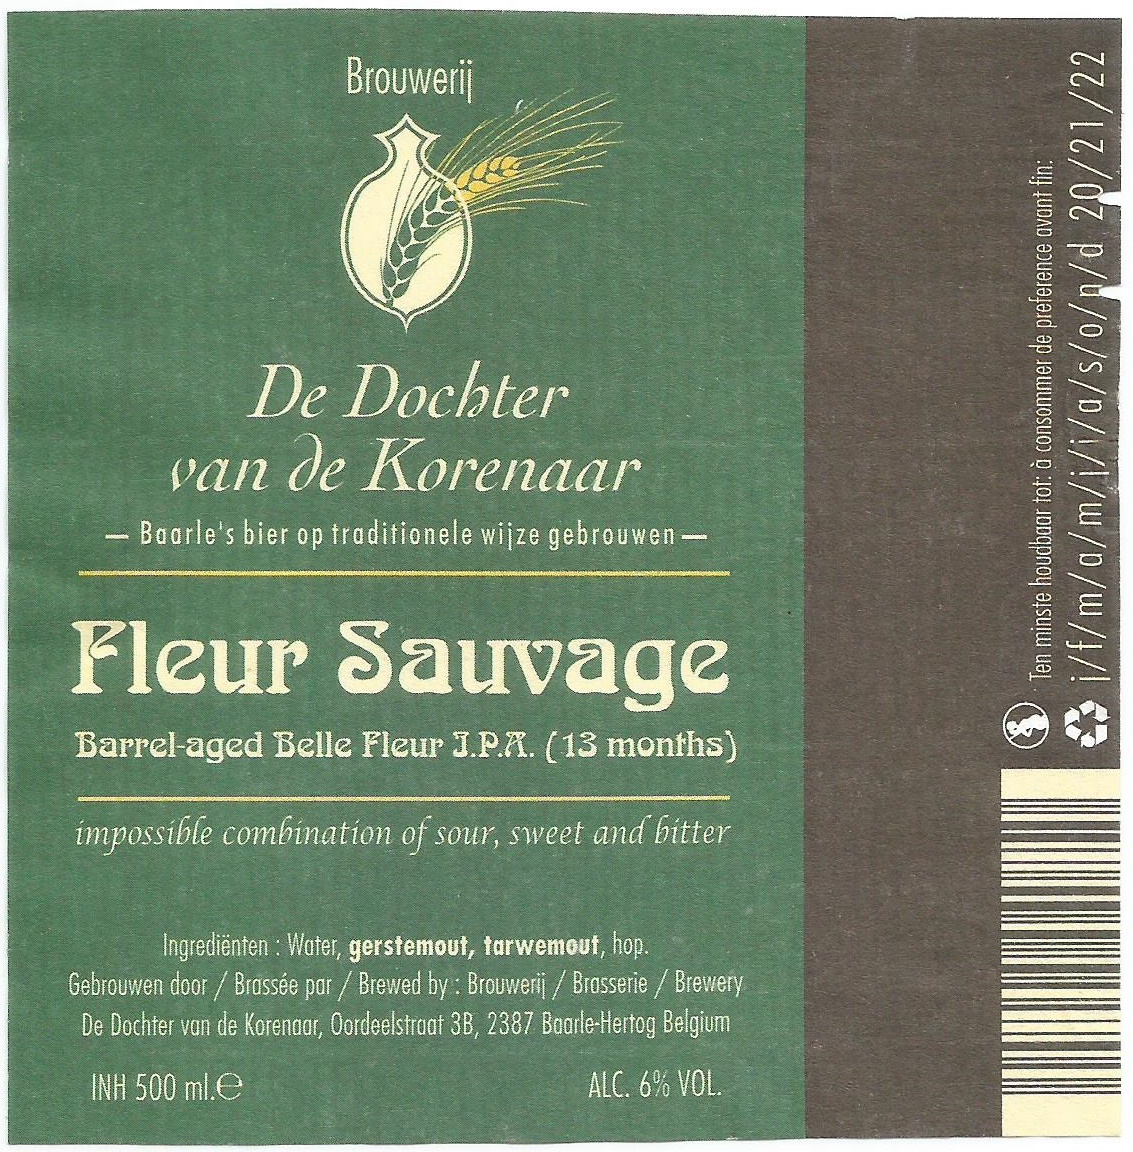 Brouwerij
De Dochter
van de Korenaar
— Baarle's bier op traditionele wijze gebrouwen —
Fleur Sauvage
Barrel-aged Belle Fleur I.P.A. (13 months)
impossible combination of sour, sweet and bitter
Ingrediënten : Water, gerstemout, tarwemout, hop.
Gebrouwen door / Brassée par / Brewed by : Brouwerij / Brasserie / Brewery
De Dochter van de Korenaar, Oordeelstraat 3B, 2387 Baarle-Hertog Belgium
INH 500 ml.℮
ALC. 6% VOL.
Ten minste houdbaar tot: à consommer de preference avant fin:
j/f/m/a/m/j/j/a/s/o/n/d 20/21/22